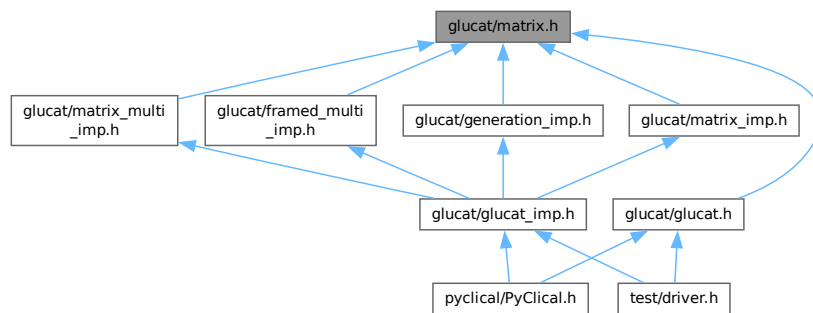 glucat/matrix.h
glucat/matrix_multi
_imp.h
glucat/framed_multi
_imp.h
glucat/generation_imp.h
glucat/matrix_imp.h
glucat/glucat_imp.h
glucat/glucat.h
pyclical/PyClical.h
test/driver.h